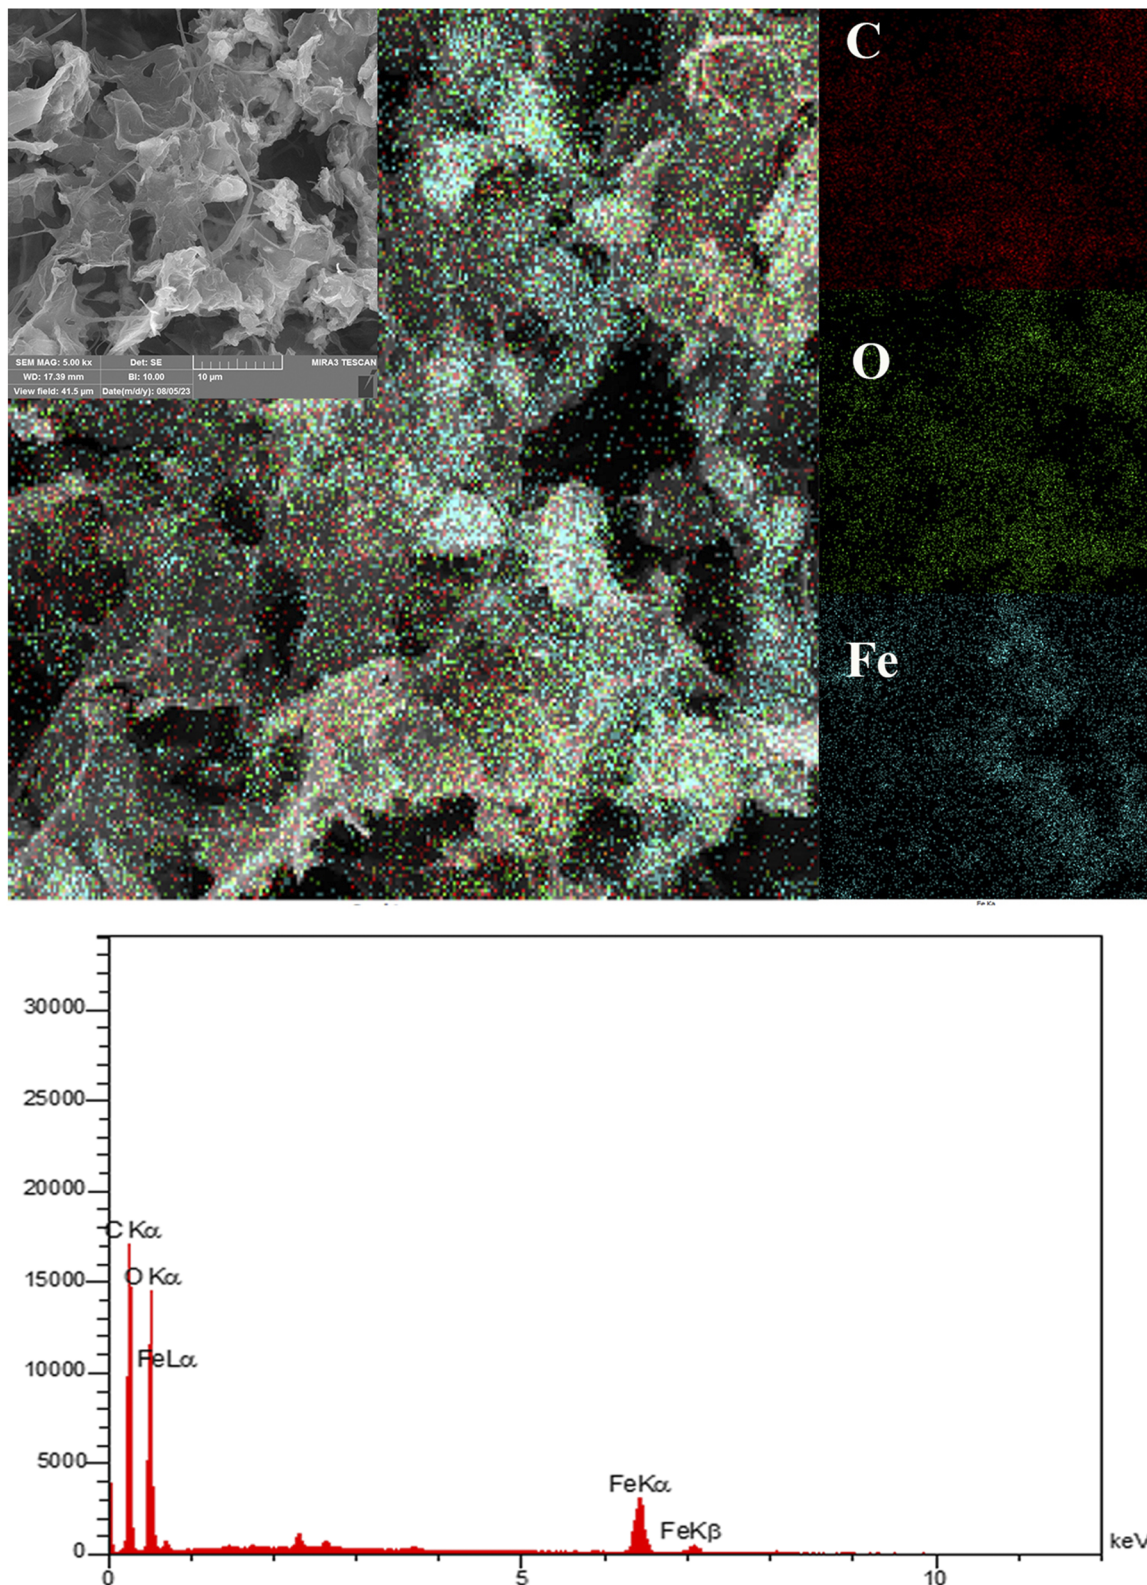 C
O
Fe
SEM MAG: 5.00 kx Det: SE MIRA3 TESCAN
WD: 17.39 mm BI: 10.00 10 µm
View field: 41.5 µm Date(m/d/y): 08/05/23
Fe Ka
30000
25000
20000
C Kα
15000
O Kα
FeLα
10000
5000
FeKα
FeKβ
0
keV
0 5 10